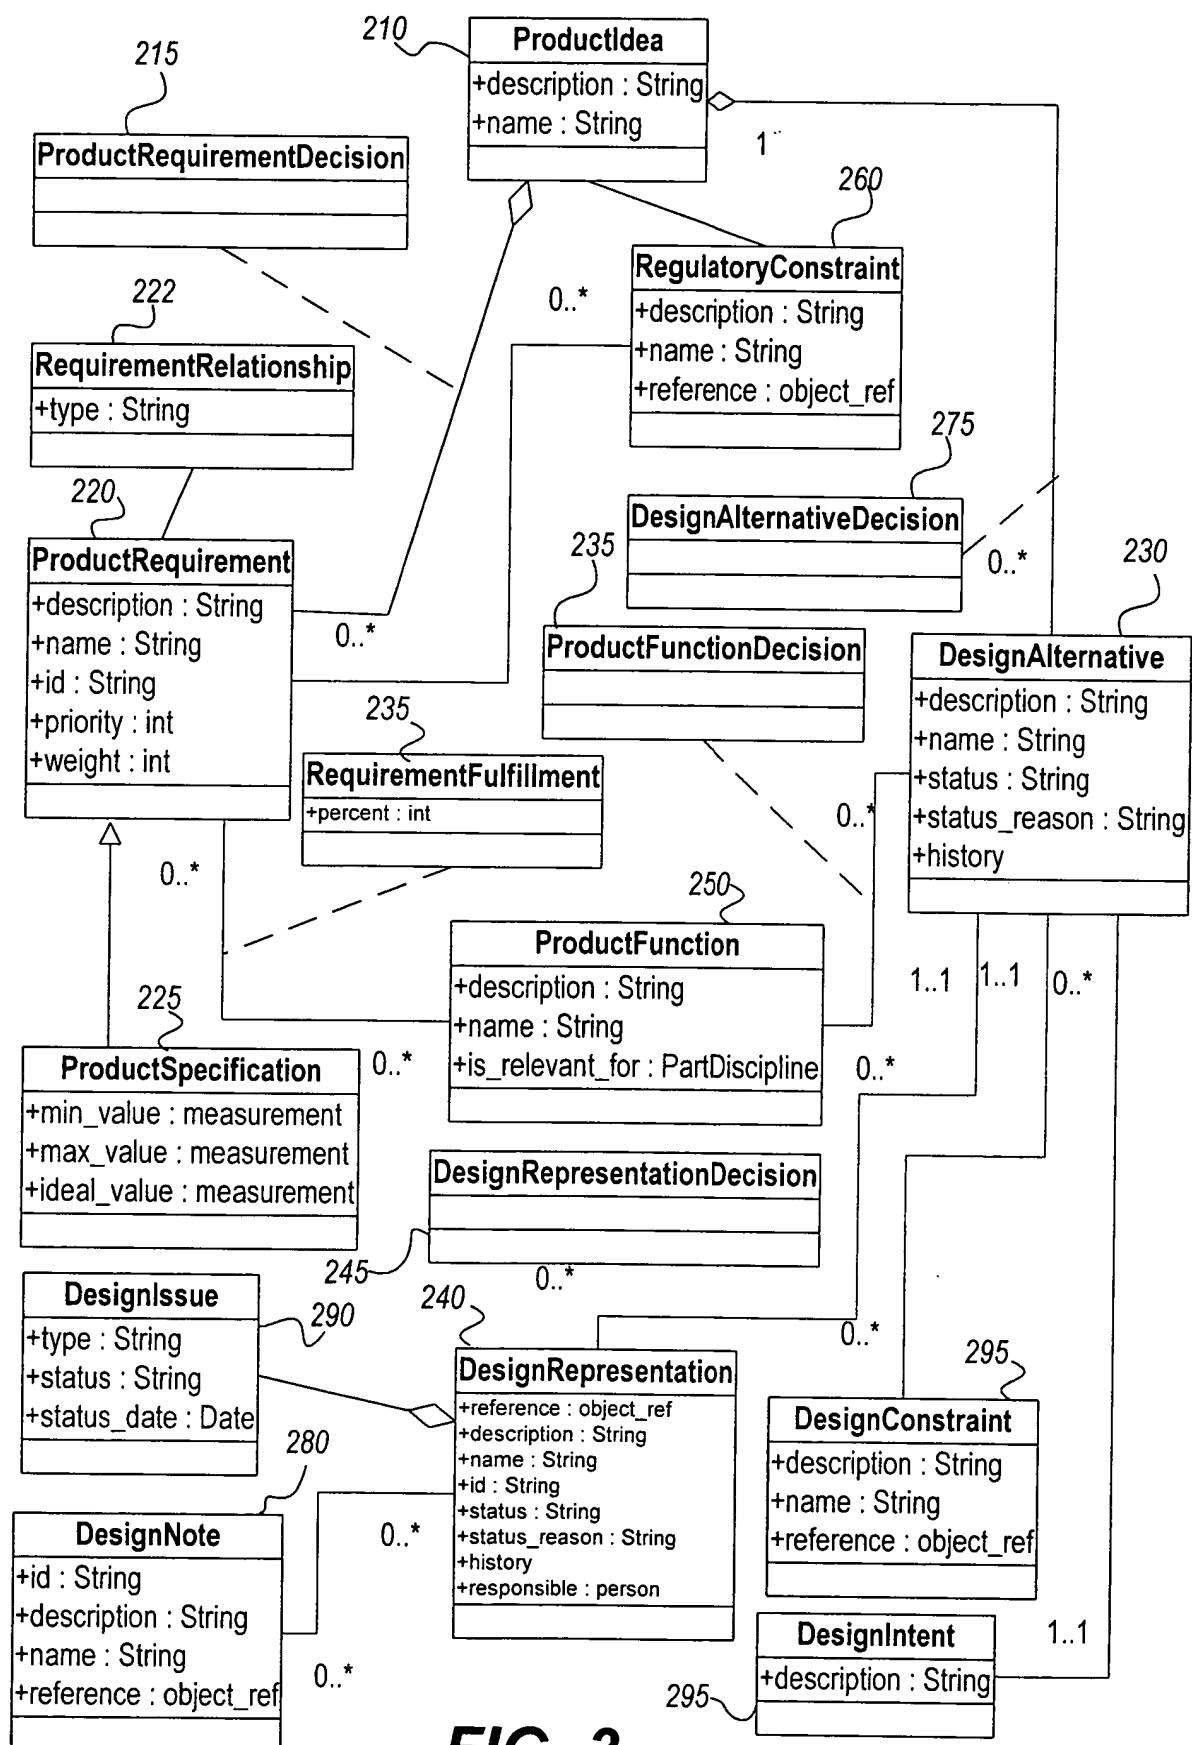 210
ProductIdea
+description : String
+name : String
1
215
ProductRequirementDecision
260
RegulatoryConstraint
+description : String
+name : String
+reference : object_ref
0..*
222
RequirementRelationship
+type : String
275
DesignAlternativeDecision
0..*
220
ProductRequirement
+description : String
+name : String
+id : String
+priority : int
+weight : int
0..*
235
ProductFunctionDecision
230
DesignAlternative
+description : String
+name : String
+status : String
+status_reason : String
+history
235
RequirementFulfillment
+percent : int
0..*
0..*
250
ProductFunction
+description : String
+name : String
+is_relevant_for : PartDiscipline
1..1
1..1
0..*
225
ProductSpecification
+min_value : measurement
+max_value : measurement
+ideal_value : measurement
0..*
0..*
DesignRepresentationDecision
245
0..*
DesignIssue
+type : String
+status : String
+status_date : Date
290
240
0..*
DesignRepresentation
+reference : object_ref
+description : String
+name : String
+id : String
+status : String
+status_reason : String
+history
+responsible : person
295
DesignConstraint
+description : String
+name : String
+reference : object_ref
280
DesignNote
+id : String
+description : String
+name : String
+reference : object_ref
0..*
0..*
DesignIntent
+description : String
1..1
295